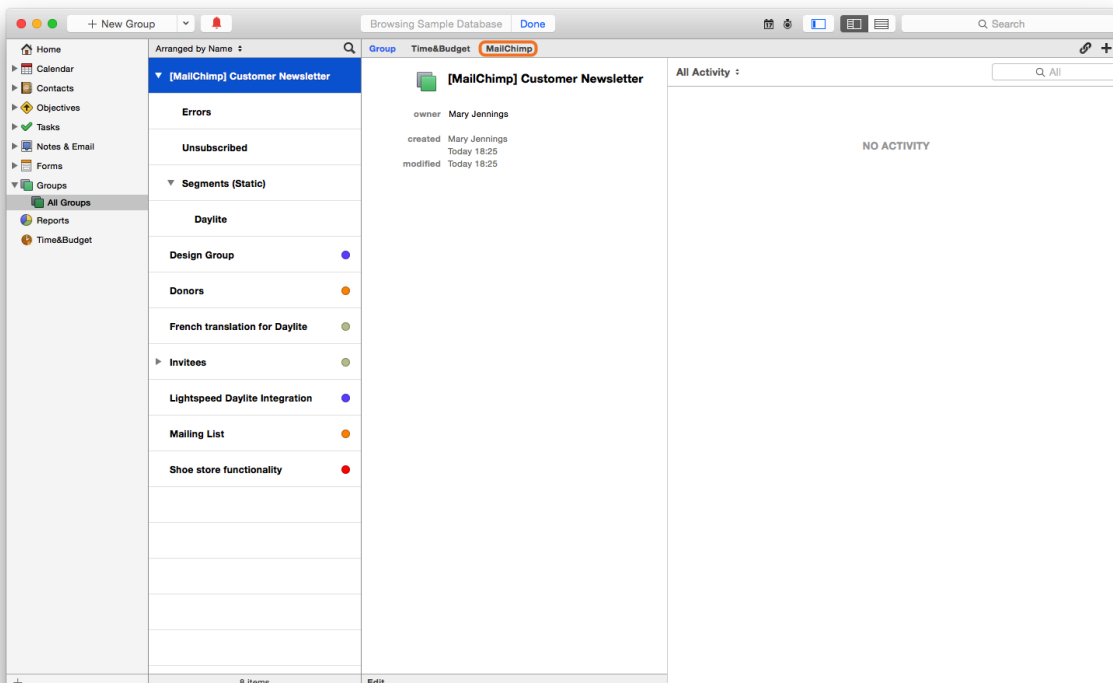 + New Group
Browsing Sample Database
Done
17
Search
Home
Calendar
Contacts
Objectives
Tasks
Notes & Email
Forms
Groups
All Groups
Reports
Time&Budget
Arranged by Name
[MailChimp] Customer Newsletter
Errors
Unsubscribed
Segments (Static)
Daylite
Design Group
Donors
French translation for Daylite
Invitees
Lightspeed Daylite Integration
Mailing List
Shoe store functionality
8 items
Group
Time&Budget
MailChimp
[MailChimp] Customer Newsletter
owner Mary Jennings
created Mary Jennings
Today 18:25
modified Today 18:25
Edit
All Activity
All
NO ACTIVITY